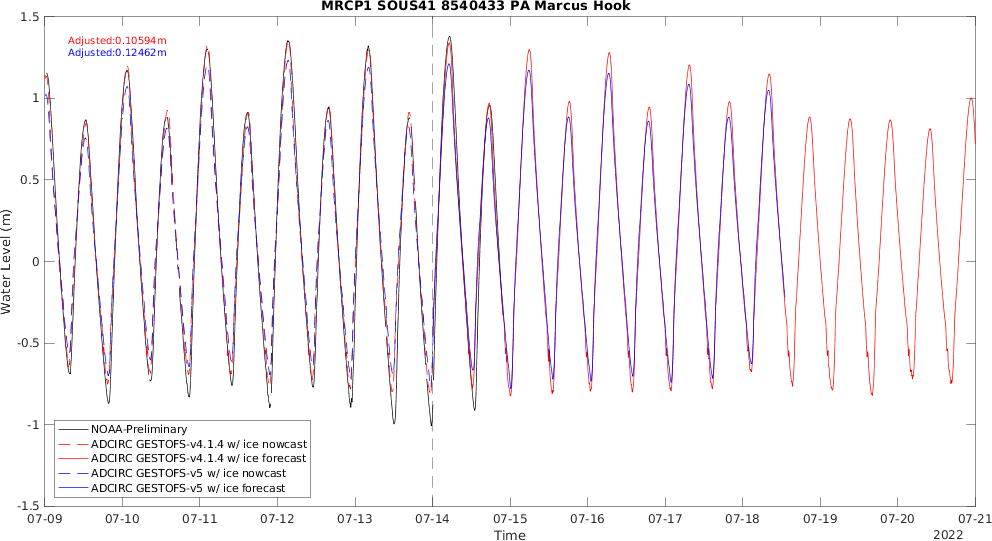 MRCP1 SOUS41 8540433 PA Marcus Hook
Adjusted:0.10594m
Adjusted:0.12462m
1.5
1
0.5
0
-0.5
-1
-1.5
Water Level (m)
NOAA-Preliminary
ADCIRC GESTOFS-v4.1.4 w/ ice nowcast
ADCIRC GESTOFS-v4.1.4 w/ ice forecast
ADCIRC GESTOFS-v5 w/ ice nowcast
ADCIRC GESTOFS-v5 w/ ice forecast
07-09 07-10 07-11 07-12 07-13 07-14 07-15 07-16 07-17 07-18 07-19 07-20 07-21
Time
2022